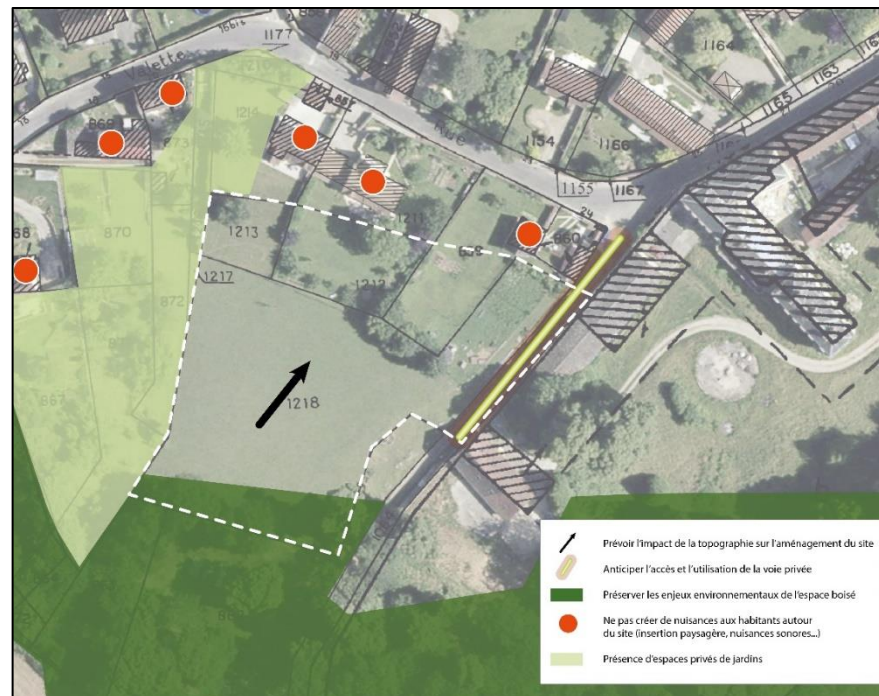 1661s
1177
Valette
869
1214
1164
1163
1165
1154
1166
1155
1167
24
860
1211
1213
68
870
1217
1212
872
1218
867
Prévoir l'impact de la topographie sur l'aménagement du site
Anticiper l'accès et l'utilisation de la voie privée
Préserver les enjeux environnementaux de l'espace boisé
Ne pas créer de nuisances aux habitants autour
du site (insertion paysagère, nuisances sonores...)
Présence d'espaces privés de jardins